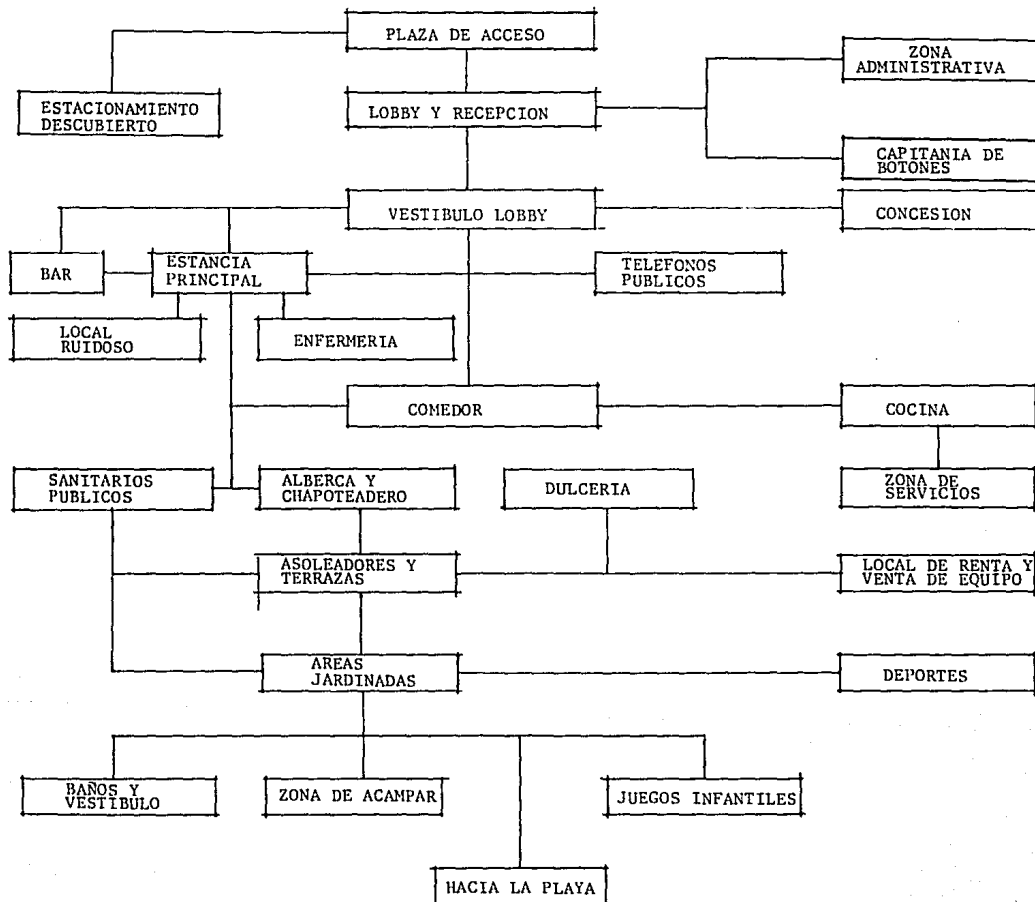 PLAZA DE ACCESO
ZONA
ADMINISTRATIVA
ESTACIONAMIENTO
DESCUBIERTO
LOBBY Y RECEPCION
CAPITANIA DE
BOTONES
VESTIBULO LOBBY
CONCESION
BAR
ESTANCIA
PRINCIPAL
TELEFONOS
PUBLICOS
LOCAL
RUIDOSO
ENFERMERIA
COMEDOR
COCINA
SANITARIOS
PUBLICOS
ALBERCA Y
CHAPOTEADERO
DULCERIA
ZONA DE
SERVICIOS
ASOLEADORES Y
TERRAZAS
LOCAL DE RENTA Y
VENTA DE EQUIPO
AREAS
JARDINADAS
DEPORTES
BAÑOS Y
VESTIBULO
ZONA DE ACAMPAR
JUEGOS INFANTILES
HACIA LA PLAYA